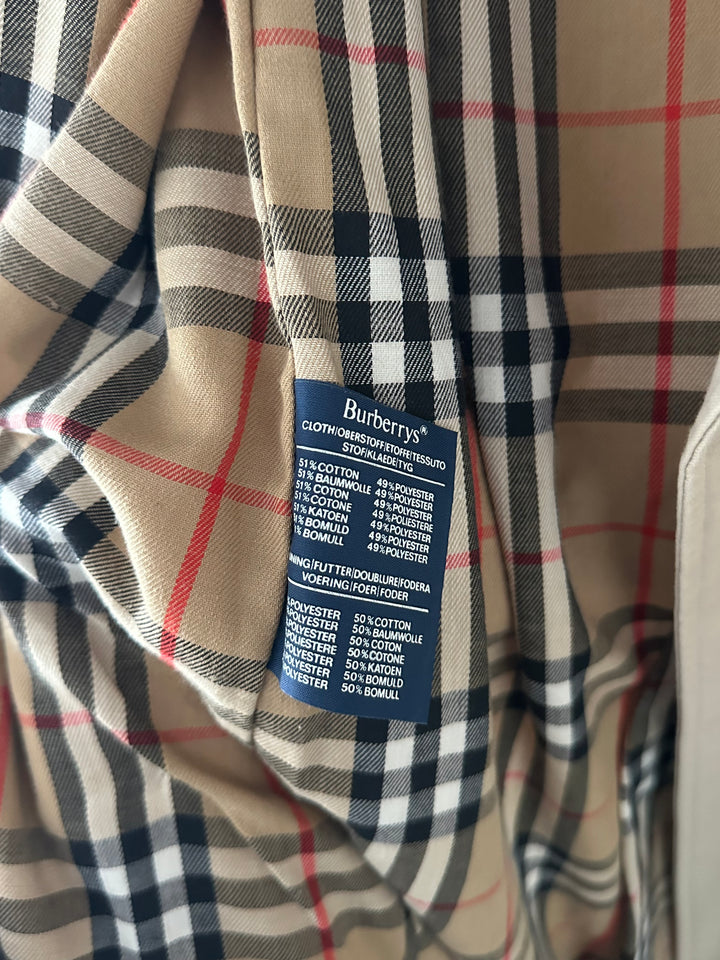 Burberrys®
CLOTH/OBERSTOFF/ETOFFE/TESSUTO
STOF/KLAEDE/TYG
51%COTTON 49%POLYESTER
51%BAUMWOLLE 49%POLYESTER
51%COTON 49%POLYESTER
51%COTONE 49%POLIESTERE
51%KATOEN 49%POLYESTER
51%BOMULD 49%POLYESTER
%BOMULL 49%POLYESTER
NING/FUTTER/DOUBLURE/FODERA
VOERING/FOER/FODER
%POLYESTER 50%COTTON
%POLYESTER 50%BAUMWOLLE
POLYESTER 50%COTON
POLIESTERE 50%COTONE
POLYESTER 50%KATOEN
POLYESTER 50%BOMULD
POLYESTER 50%BOMULL